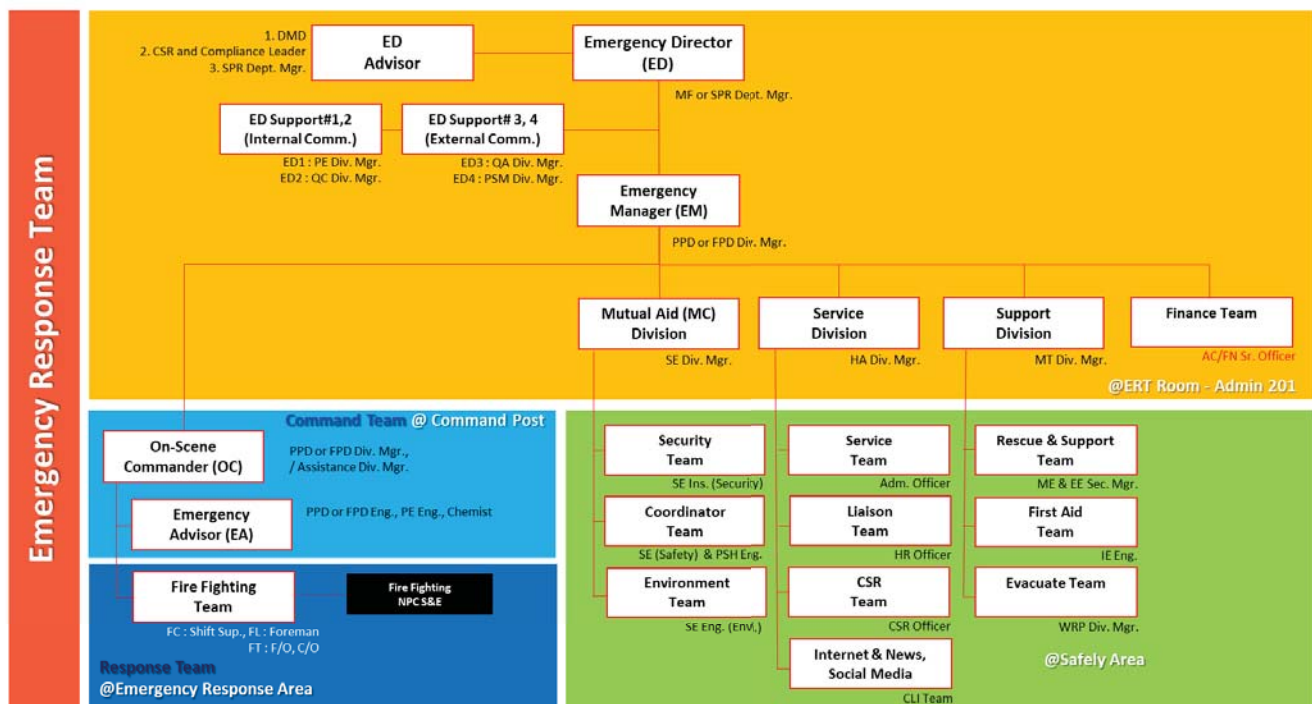 Emergency Response Team
1. DMD
2. CSR and Compliance Leader
3. SPR Dept. Mgr.
ED
Advisor
Emergency Director
(ED)
MF or SPR Dept. Mgr.
ED Support#1,2
(Internal Comm.)
ED1 : PE Div. Mgr.
ED2 : QC Div. Mgr.
ED Support# 3, 4
(External Comm.)
ED3 : QA Div. Mgr.
ED4 : PSM Div. Mgr.
Emergency
Manager (EM)
PPD or FPD Div. Mgr.
Mutual Aid (MC)
Division
SE Div. Mgr.
Service
Division
HA Div. Mgr.
Support
Division
MT Div. Mgr.
Finance Team
AC/FN Sr. Officer
@ERT Room - Admin 201
Command Team @ Command Post
On-Scene
Commander (OC)
PPD or FPD Div. Mgr.,
/ Assistance Div. Mgr.
Emergency
Advisor (EA)
PPD or FPD Eng., PE Eng., Chemist
Fire Fighting
Team
FC : Shift Sup., FL : Foreman
FT : F/O, C/O
Fire Fighting
NPC S&E
Response Team
@Emergency Response Area
Security
Team
SE Ins. (Security)
Coordinator
Team
SE (Safety) & PSH Eng.
Environment
Team
SE Eng. (Envi.)
Service
Team
Adm. Officer
Liaison
Team
HR Officer
CSR
Team
CSR Officer
Internet & News,
Social Media
CLI Team
Rescue & Support
Team
ME & EE Sec. Mgr.
First Aid
Team
IE Eng.
Evacuate Team
WRP Div. Mgr.
@Safely Area